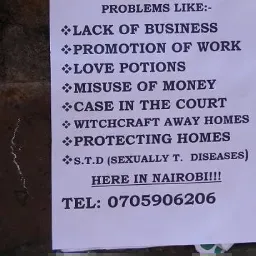 PROBLEMS LIKE:-
❖LACK OF BUSINESS
❖PROMOTION OF WORK
❖LOVE POTIONS
❖MISUSE OF MONEY
❖CASE IN THE COURT
❖WITCHCRAFT AWAY HOMES
❖PROTECTING HOMES
❖S.T.D (SEXUALLY T. DISEASES)
HERE IN NAIROBI!!!
TEL: 0705906206